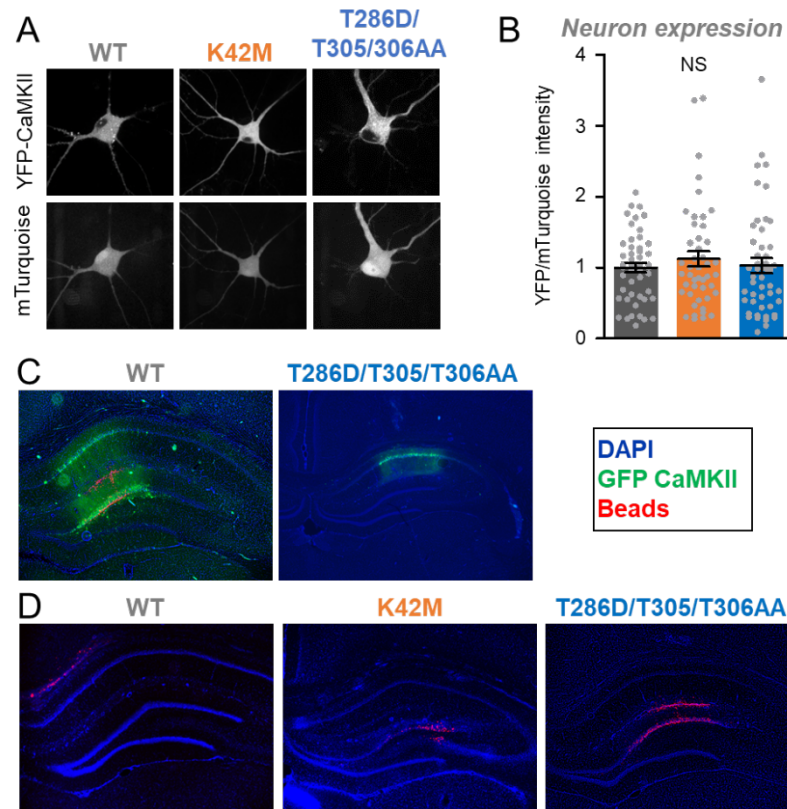 A
WT
K42M
T286D/
T305/306AA
YFP-CaMKII
mTurquoise
B
Neuron expression
NS
YFP/mTurquoise intensity
4
3
2
1
0
C
WT
T286D/T305/T306AA
DAPI
GFP CaMKII
Beads
D
WT
K42M
T286D/T305/T306AA